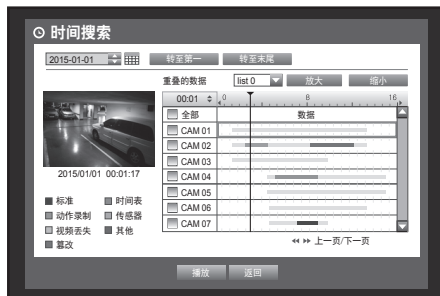 时间搜索
2015-01-01 转至第一 转至末尾
重叠的数据 list 0 放大 缩小
00:01 0 8 16
全部 数据
CAM 01
CAM 02
CAM 03
CAM 04
CAM 05
CAM 06
CAM 07
2015/01/01 00:01:17
标准 时间表
动作录制 传感器
视频丢失 其他
篡改
上一页/下一页
播放 返回